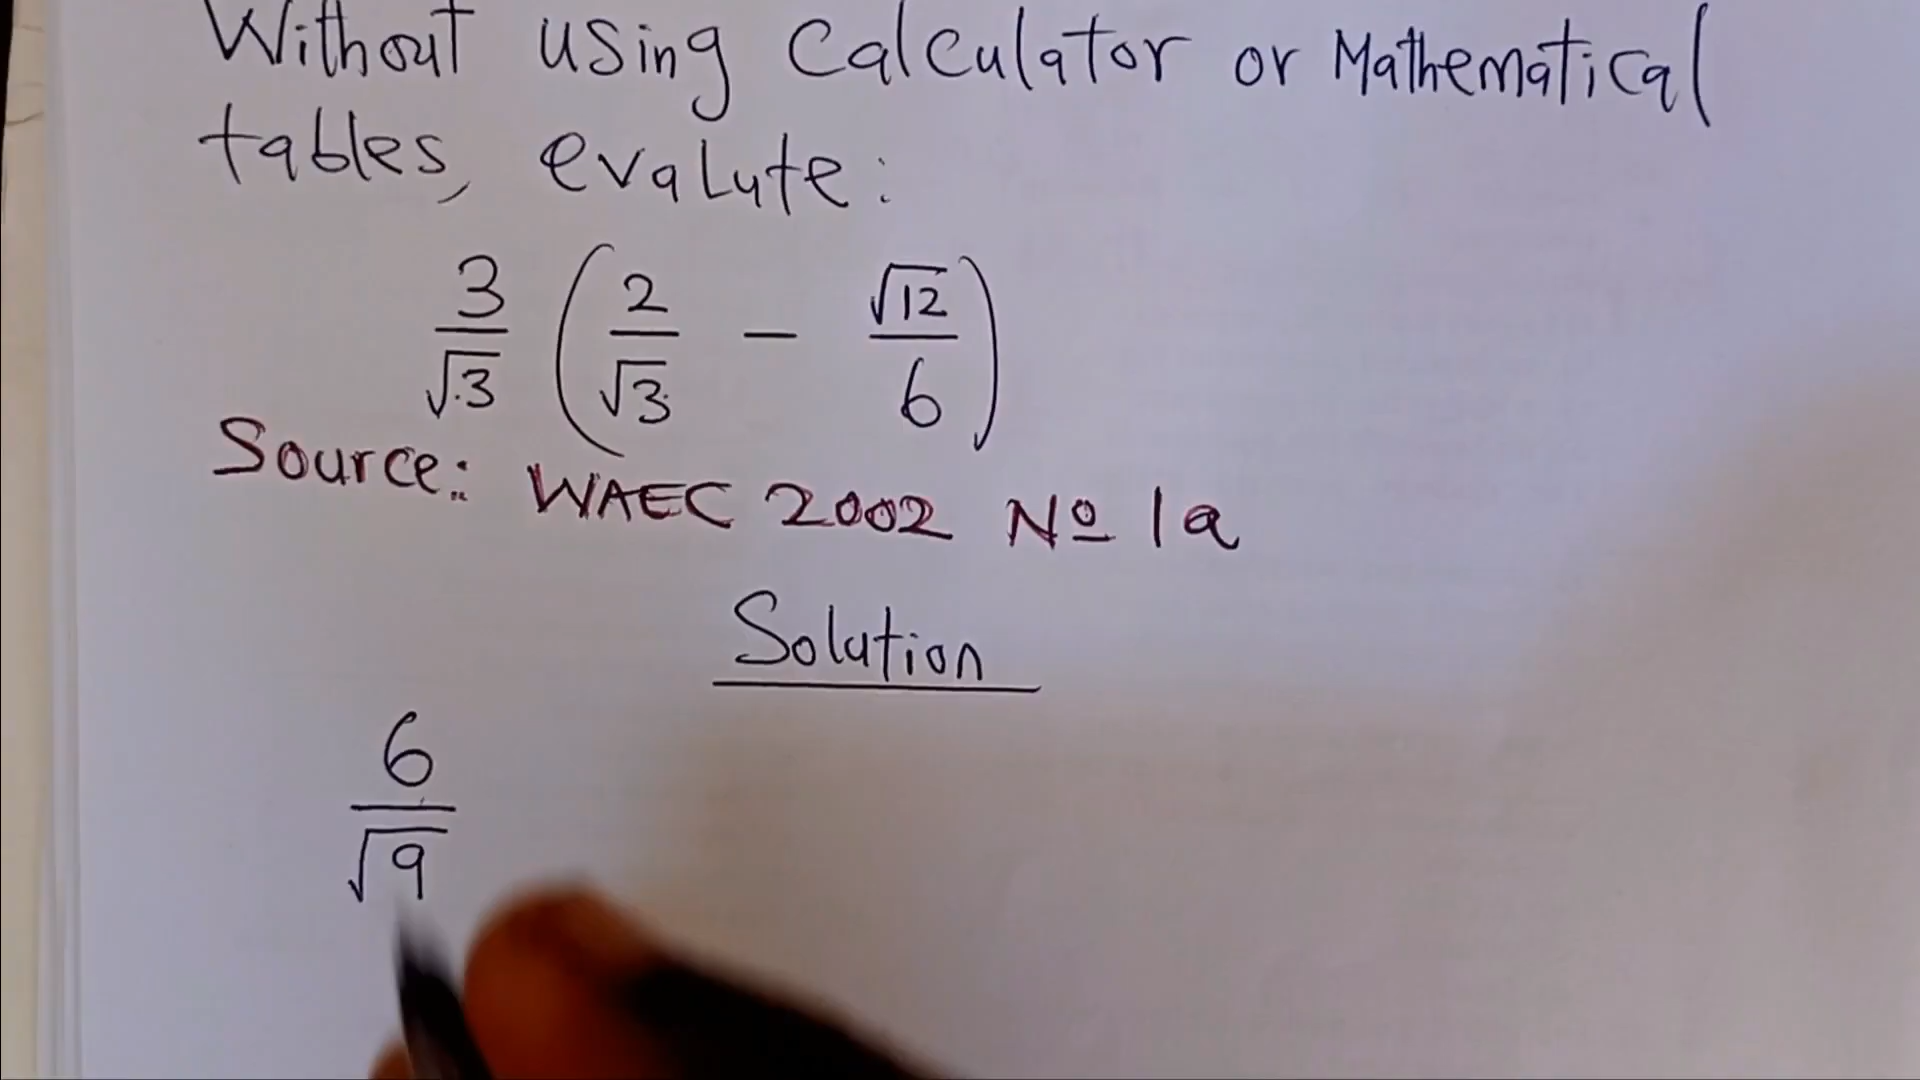 Without using Calculator or Mathematical
tables, evalute:
3/√3 (2/√3 - √12/6)
Source: WAEC 2002 No 1a
Solution
6/√9